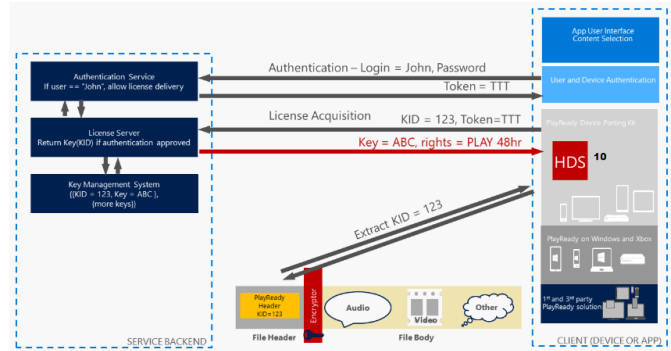 App User Interface
Content Selection
Authentication Service
If user == "John", allow license delivery
Authentication – Login = John, Password
Token = TTT
User and Device Authentication
License Server
Return Key(KID) if authentication approved
License Acquisition
KID = 123, Token=TTT
Key = ABC, rights = PLAY 48hr
PlayReady Device Porting Kit
HDS 10
Key Management System
{(KID = 123, Key = ABC ),
{more keys}}
Extract KID = 123
PlayReady on Windows and Xbox
PlayReady
Header
KID=123
Encryptor
Audio
Video
Other
1st and 3rd party
PlayReady solution
File Header
File Body
SERVICE BACKEND
CLIENT (DEVICE OR APP)